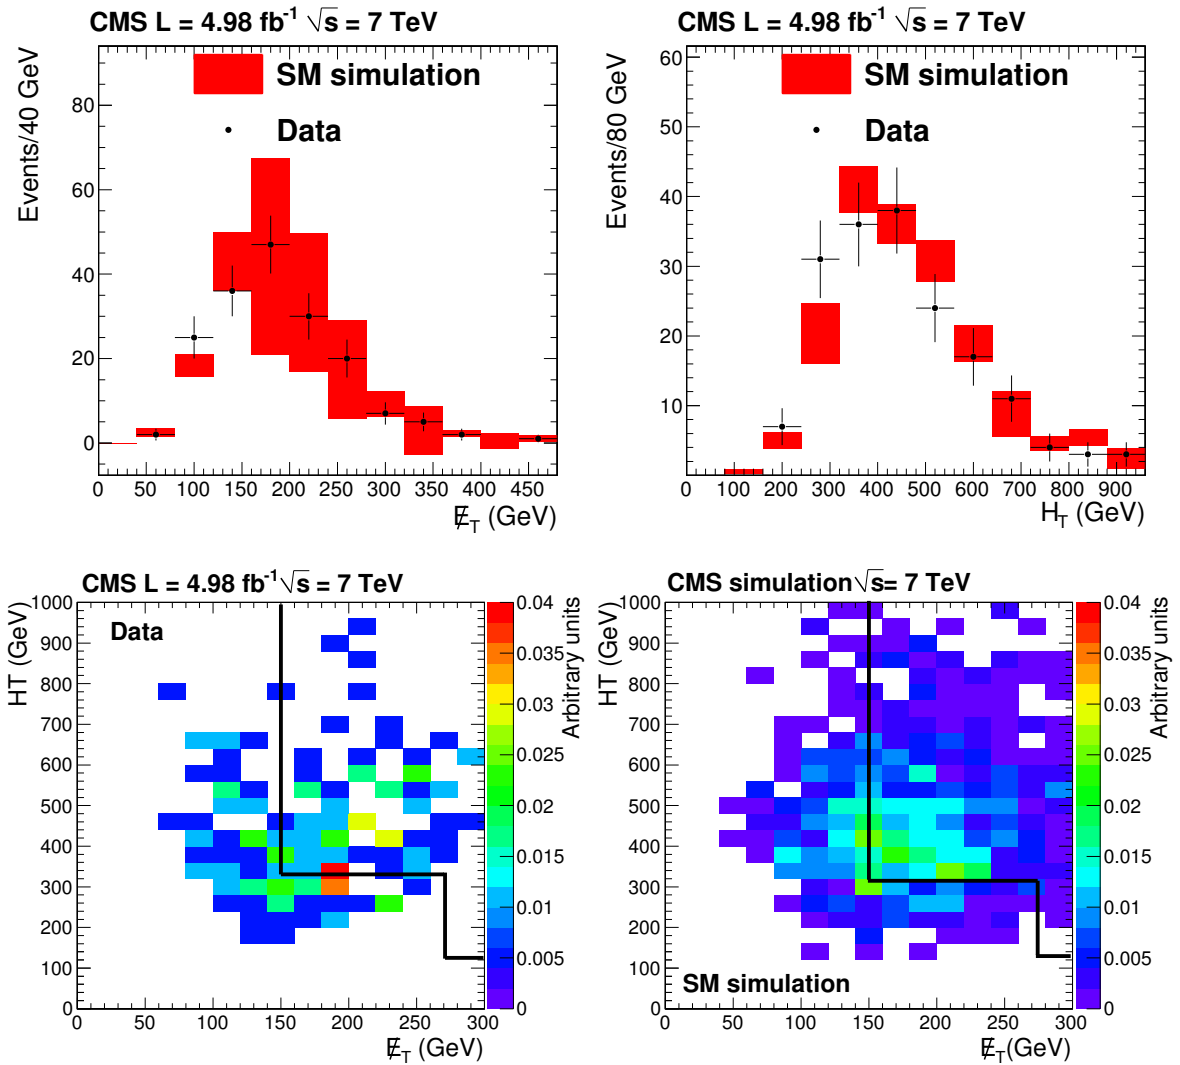 CMS L = 4.98 fb⁻¹ √s = 7 TeV
Events/40 GeV
SM simulation
Data
80
60
40
20
0
0 50 100 150 200 250 300 350 400 450
E̸_T (GeV)
CMS L = 4.98 fb⁻¹ √s = 7 TeV
Events/80 GeV
SM simulation
Data
60
50
40
30
20
10
0 100 200 300 400 500 600 700 800 900
H_T (GeV)
CMS L = 4.98 fb⁻¹ √s = 7 TeV
HT (GeV)
Data
1000
900
800
700
600
500
400
300
200
100
0
0 50 100 150 200 250 300
E̸_T (GeV)
0.04
0.035
0.03
0.025
0.02
0.015
0.01
0.005
0
Arbitrary units
CMS simulation √s= 7 TeV
HT (GeV)
1000
900
800
700
600
500
400
300
200
100
0
SM simulation
0 50 100 150 200 250 300
E̸_T(GeV)
0.04
0.035
0.03
0.025
0.02
0.015
0.01
0.005
0
Arbitrary units